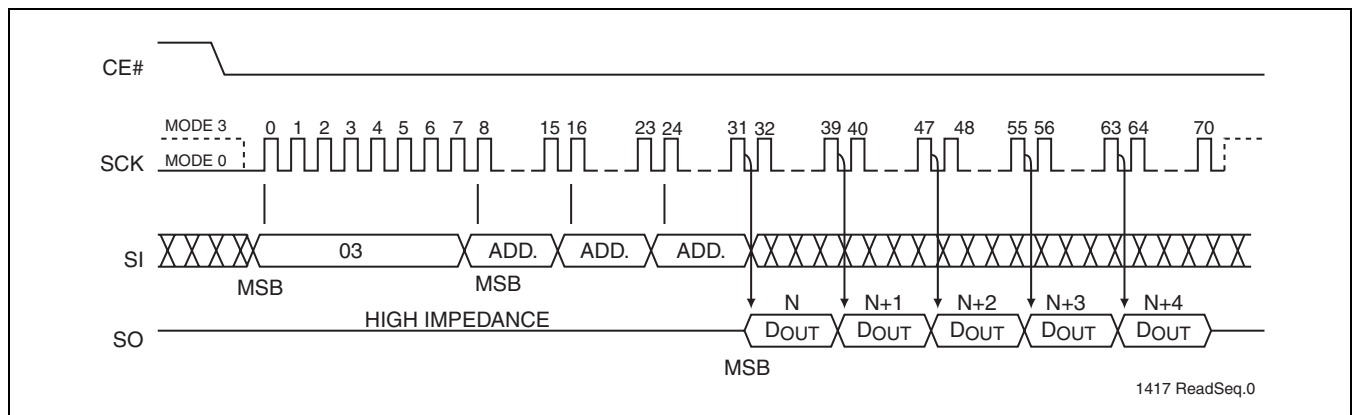 CE#
MODE 3 0 1 2 3 4 5 6 7 8 15 16 23 24 31 32 39 40 47 48 55 56 63 64 70
SCK MODE 0
SI 03 ADD. ADD. ADD.
MSB MSB
HIGH IMPEDANCE N N+1 N+2 N+3 N+4
SO DOUT DOUT DOUT DOUT DOUT
MSB
1417 ReadSeq.0